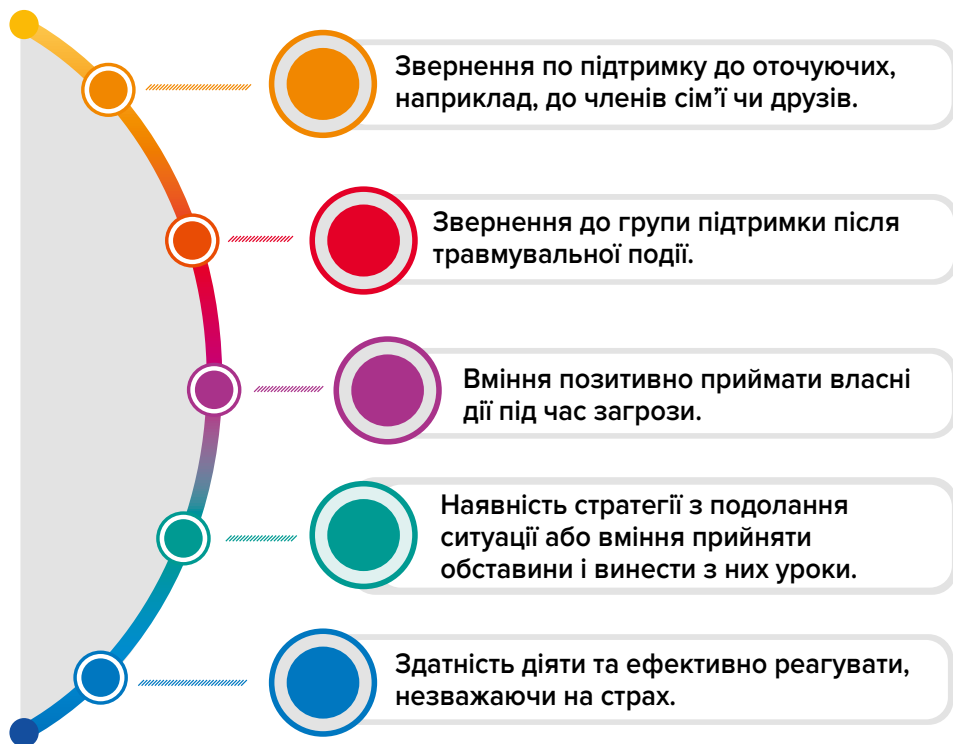 Звернення по підтримку до оточуючих,
наприклад, до членів сім’ї чи друзів.
Звернення до групи підтримки після
травмувальної події.
Вміння позитивно приймати власні
дії під час загрози.
Наявність стратегії з подолання
ситуації або вміння прийняти
обставини і винести з них уроки.
Здатність діяти та ефективно реагувати,
незважаючи на страх.